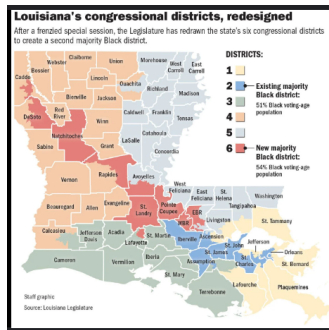 Louisiana's congressional districts, redesigned
After a frenzied special session, the Legislature has redrawn the state's six congressional districts
to create a second majority Black district.
DISTRICTS:
1
2 Existing majority
Black district:
51% Black voting-age
population
3
4
5
6 New majority
Black district:
54% Black voting-age
population
Caddo
Bossier
Webster
Claiborne
Union
Morehouse
West
Carroll
East
Carroll
Lincoln
Ouachita
Richland
Madison
Bienville
Jackson
DeSoto
Red
River
Winn
Caldwell
Franklin
Tensas
Natchitoches
Sabine
Grant
LaSalle
Catahoula
Concordia
Vernon
Rapides
Avoyelles
West
Feliciana
East
Feliciana
St.
Helena
Washington
Tangipahoa
Beauregard
Allen
Evangeline
St.
Landry
Pointe
Coupee
EBR
WBR
Livingston
St. Tammany
Calcasieu
Jefferson
Davis
Acadia
Lafayette
St. Martin
Iberville
Ascension
St. John
Jefferson
Orleans
St. James
St.
Charles
St. Bernard
Cameron
Vermilion
Iberia
Assumption
St. Mary
Lafourche
Plaquemines
Terrebonne
Staff graphic
Source: Louisiana Legislature